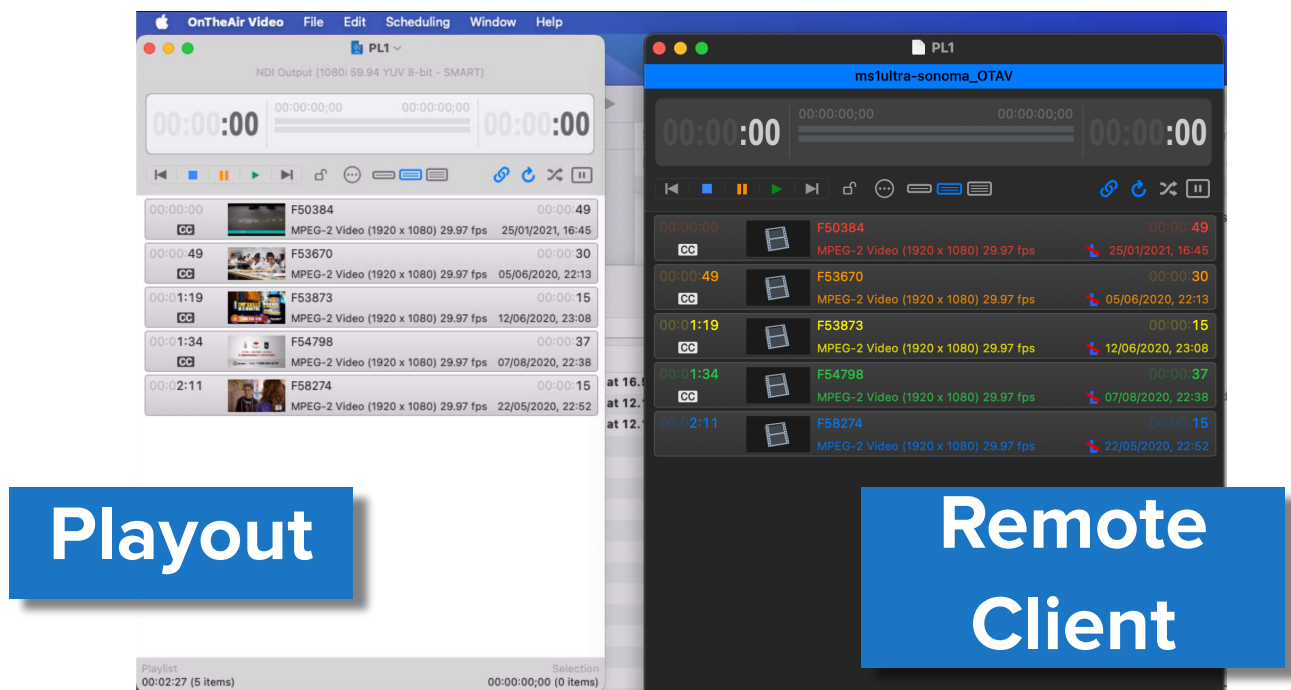 OnTheAir Video File Edit Scheduling Window Help
PL1
NDI Output (1080i 59.94 YUV 8-bit - SMART)
00:00:00 00:00:00;00 00:00:00;00 00:00:00
00:00:00 F50384 00:00:49
CC MPEG-2 Video (1920 x 1080) 29.97 fps 25/01/2021, 16:45
00:00:49 F53670 00:00:30
CC MPEG-2 Video (1920 x 1080) 29.97 fps 05/06/2020, 22:13
00:01:19 F53873 00:00:15
CC MPEG-2 Video (1920 x 1080) 29.97 fps 12/06/2020, 23:08
00:01:34 F54798 00:00:37
CC MPEG-2 Video (1920 x 1080) 29.97 fps 07/08/2020, 22:38
00:02:11 F58274 00:00:15
MPEG-2 Video (1920 x 1080) 29.97 fps 22/05/2020, 22:52
Playlist Selection
00:02:27 (5 items) 00:00:00;00 (0 items)
at 16.
at 12.
at 12.
PL1
ms1ultra-sonoma_OTAV
00:00:00 00:00:00;00 00:00:00;00 00:00:00
00:00:00 F50384 00:00:49
CC MPEG-2 Video (1920 x 1080) 29.97 fps 25/01/2021, 16:45
00:00:49 F53670 00:00:30
CC MPEG-2 Video (1920 x 1080) 29.97 fps 05/06/2020, 22:13
00:01:19 F53873 00:00:15
CC MPEG-2 Video (1920 x 1080) 29.97 fps 12/06/2020, 23:08
00:01:34 F54798 00:00:37
CC MPEG-2 Video (1920 x 1080) 29.97 fps 07/08/2020, 22:38
00:02:11 F58274 00:00:15
MPEG-2 Video (1920 x 1080) 29.97 fps 22/05/2020, 22:52
Playout
Remote
Client